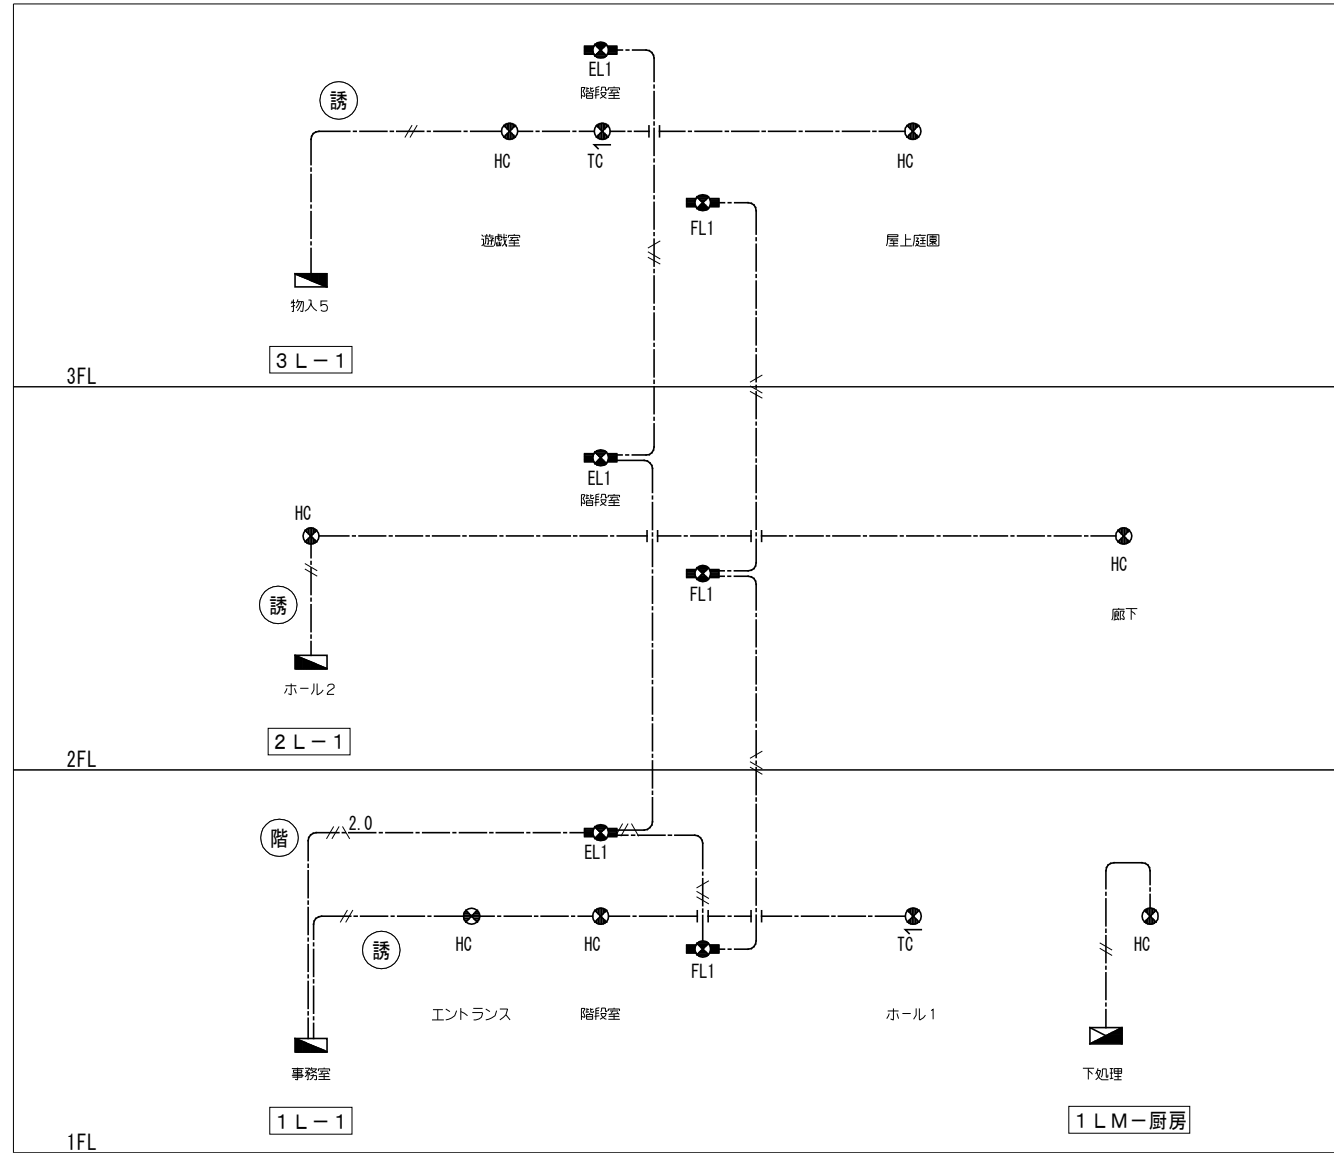 EL1
階段室
誘
HC
TC
HC
FL1
遊戯室
屋上庭園
物入5
3L-1
3FL
EL1
階段室
HC
HC
FL1
誘
廊下
ホール2
2L-1
2FL
階
2.0
EL1
誘
HC
HC
TC
HC
FL1
エントランス
階段室
ホール1
事務室
下処理
1L-1
1LM-厨房
1FL